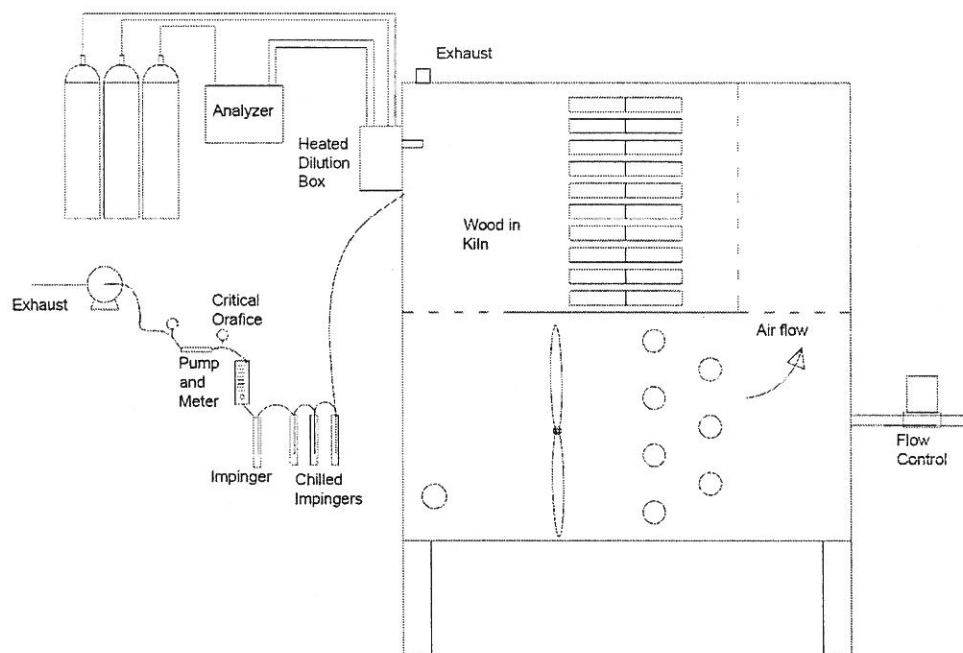 Exhaust
Analyzer
Heated
Dilution
Box
Wood in
Kiln
Exhaust
Critical
Orafice
Air flow
Pump
and
Meter
Flow
Control
Impinger
Chilled
Impingers